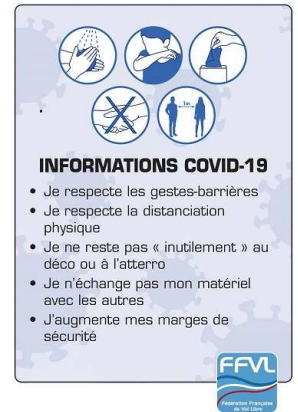 1m
INFORMATIONS COVID-19
• Je respecte les gestes-barrières
• Je respecte la distanciation
physique
• Je ne reste pas « inutilement » au
déco ou à l'atterro
• Je n'échange pas mon matériel
avec les autres
• J'augmente mes marges de
sécurité
FFVL
Fédération Française
de Vol Libre